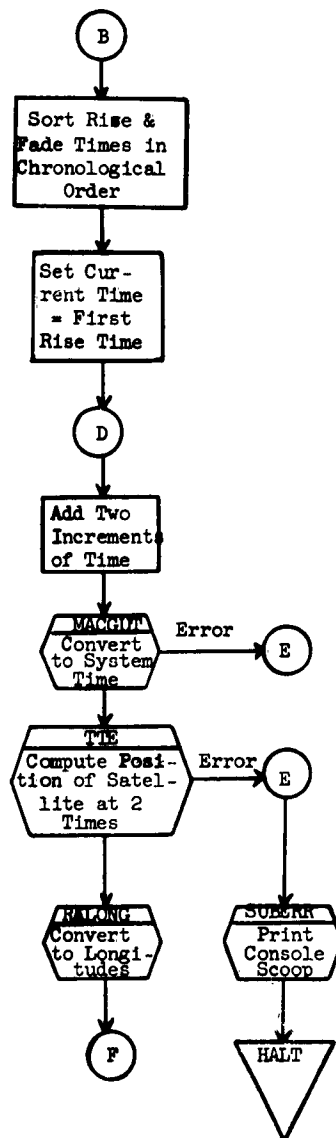 B
Sort Rise &
Fade Times in
Chronological
Order
Set Cur-
rent Time
= First
Rise Time
D
Add Two
Increments
of Time
MACGUT
Convert
to System
Time
Error
E
TTE
Compute Posi-
tion of Satel-
lite at 2
Times
Error
E
RALONG
Convert
to Longi-
tudes
SUBERR
Print
Console
Scoop
F
HALT